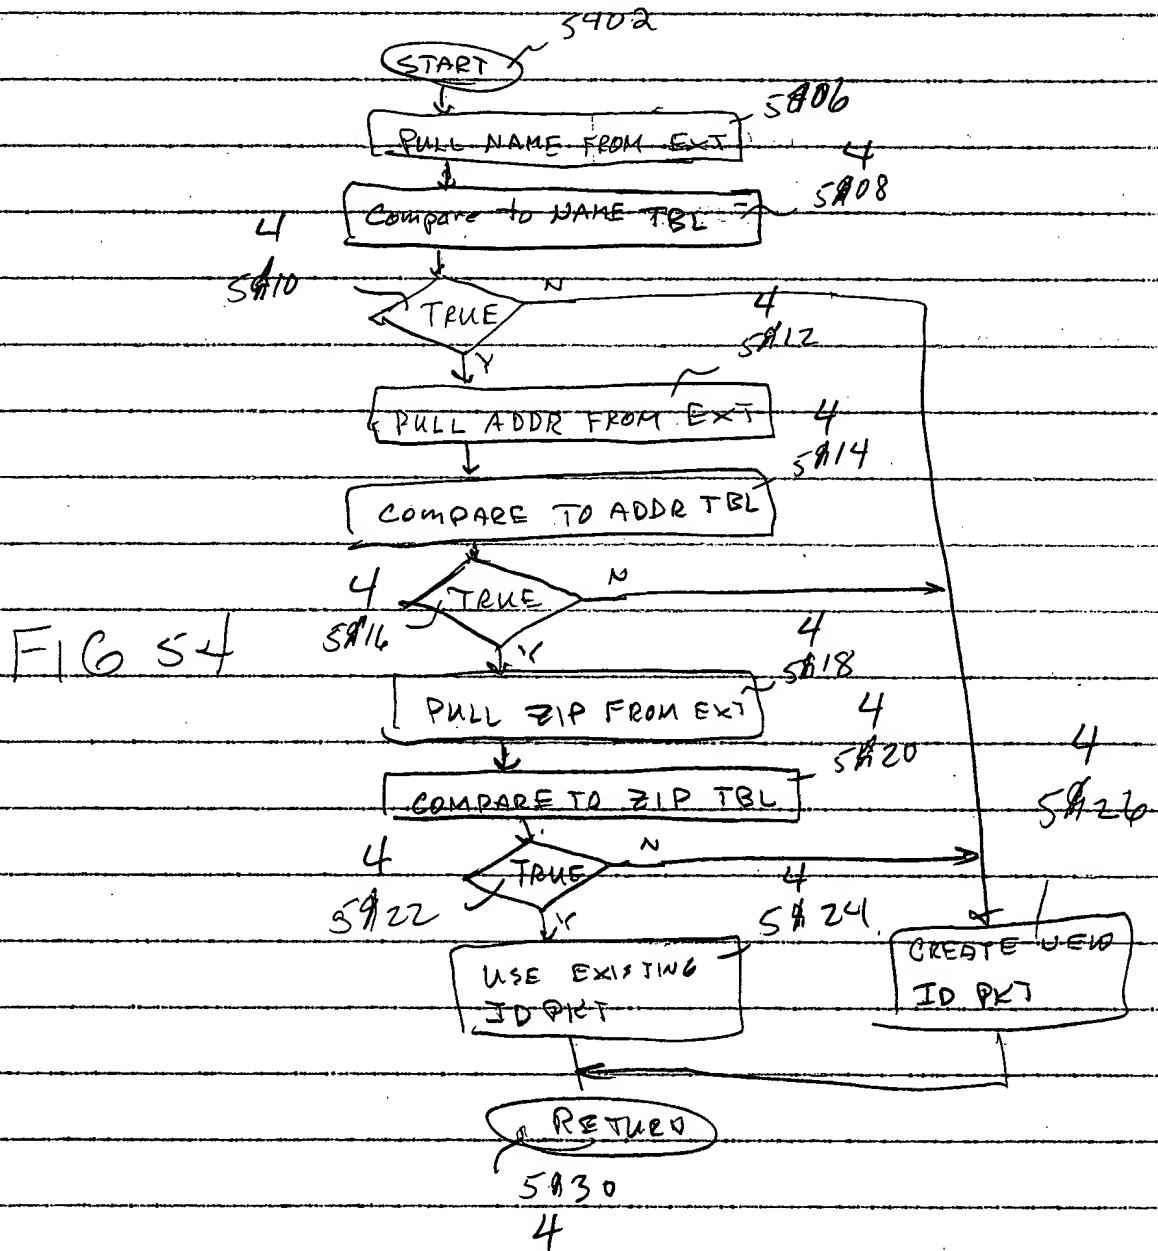 5402
START
5406
PULL NAME FROM EXT
4
5408
Compare to NAME TBL
4
5410
N
TRUE
4
5412
Y
PULL ADDR FROM EXT
4
5414
COMPARE TO ADDR TBL
4
5416
TRUE
N
FIG 54
Y
4
5418
PULL ZIP FROM EXT
4
5420
4
5426
COMPARE TO ZIP TBL
4
5422
TRUE
N
4
5424
Y
USE EXISTING
ID PKT
CREATE NEW
ID PKT
RETURN
5430
4